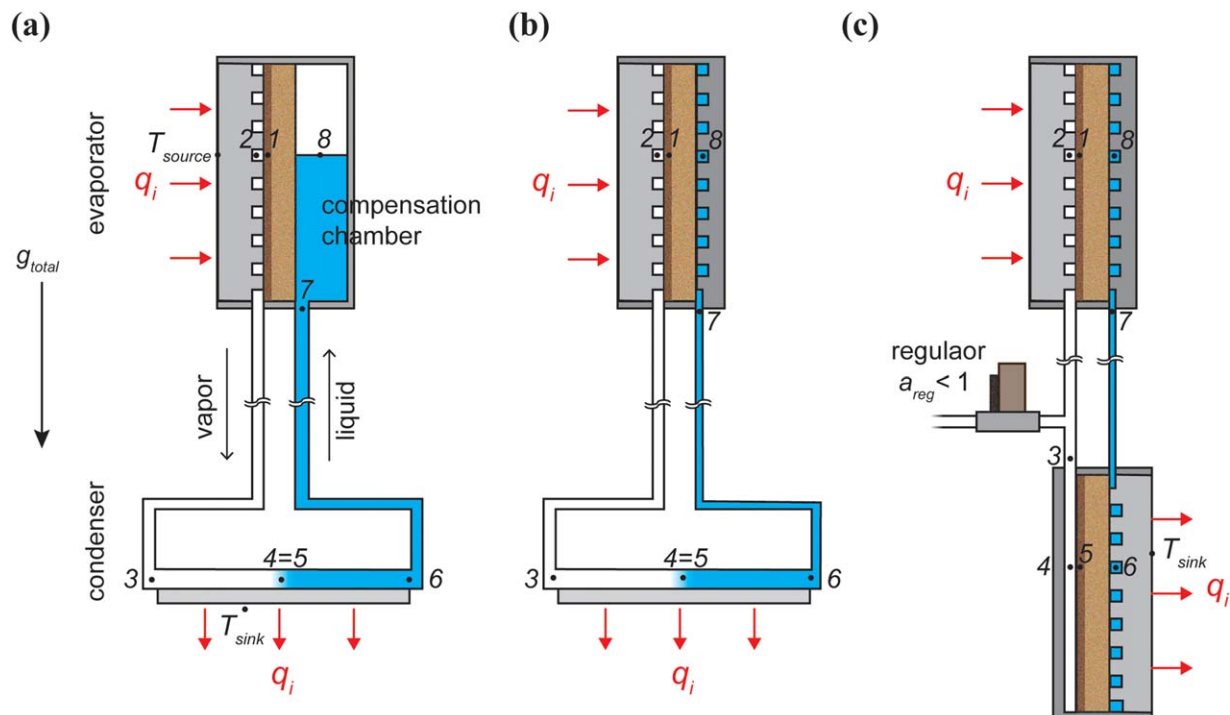 (a)
(b)
(c)
evaporator
T_source
q_i
2 1
8
compensation
chamber
7
g_total
vapor
liquid
condenser
3
4=5
6
T_sink
q_i
q_i
2 1
8
7
3
4=5
6
q_i
q_i
2 1
8
7
regulaor
a_reg < 1
3
4
5
6
T_sink
q_i